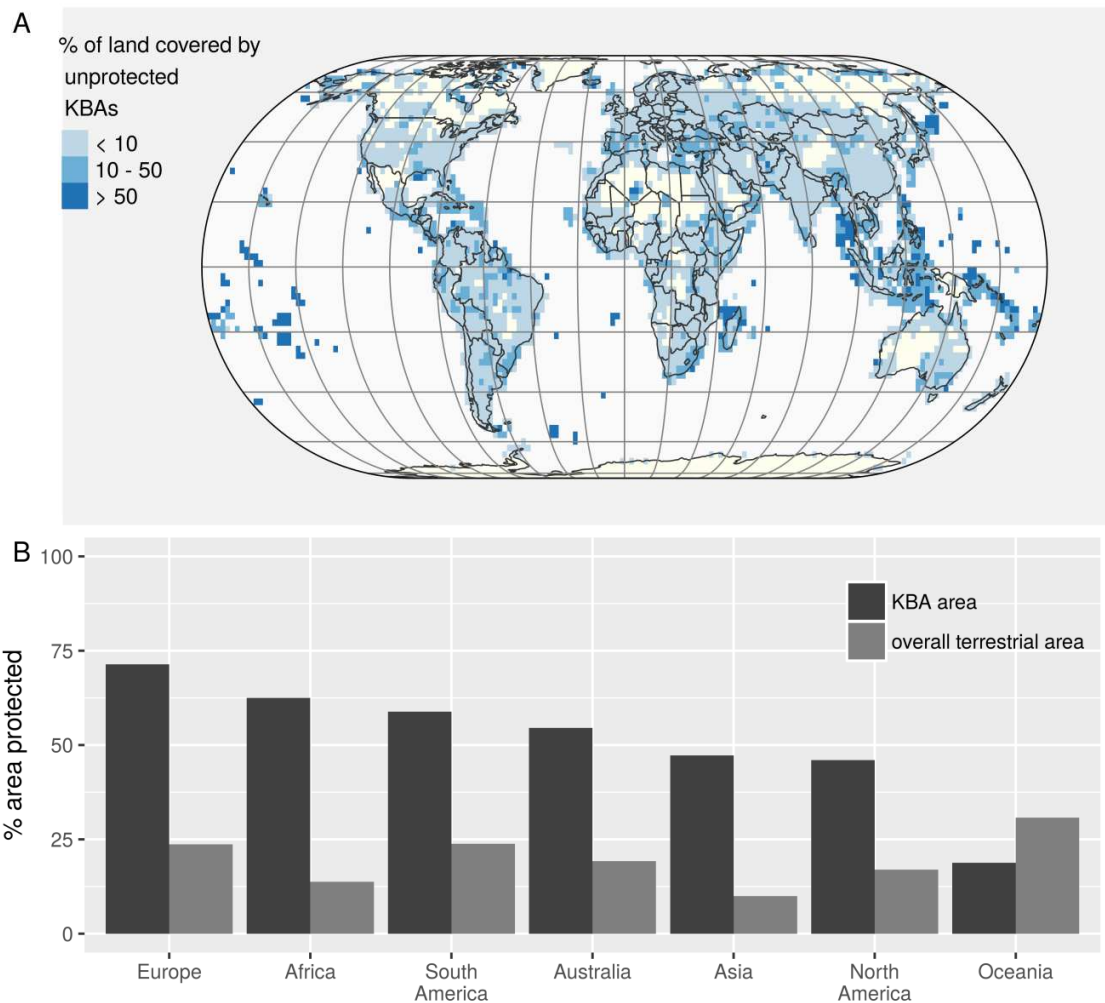 A
% of land covered by
unprotected
KBAs
< 10
10 - 50
> 50
B
100
75
50
25
0
% area protected
KBA area
overall terrestrial area
Europe
Africa
South
America
Australia
Asia
North
America
Oceania